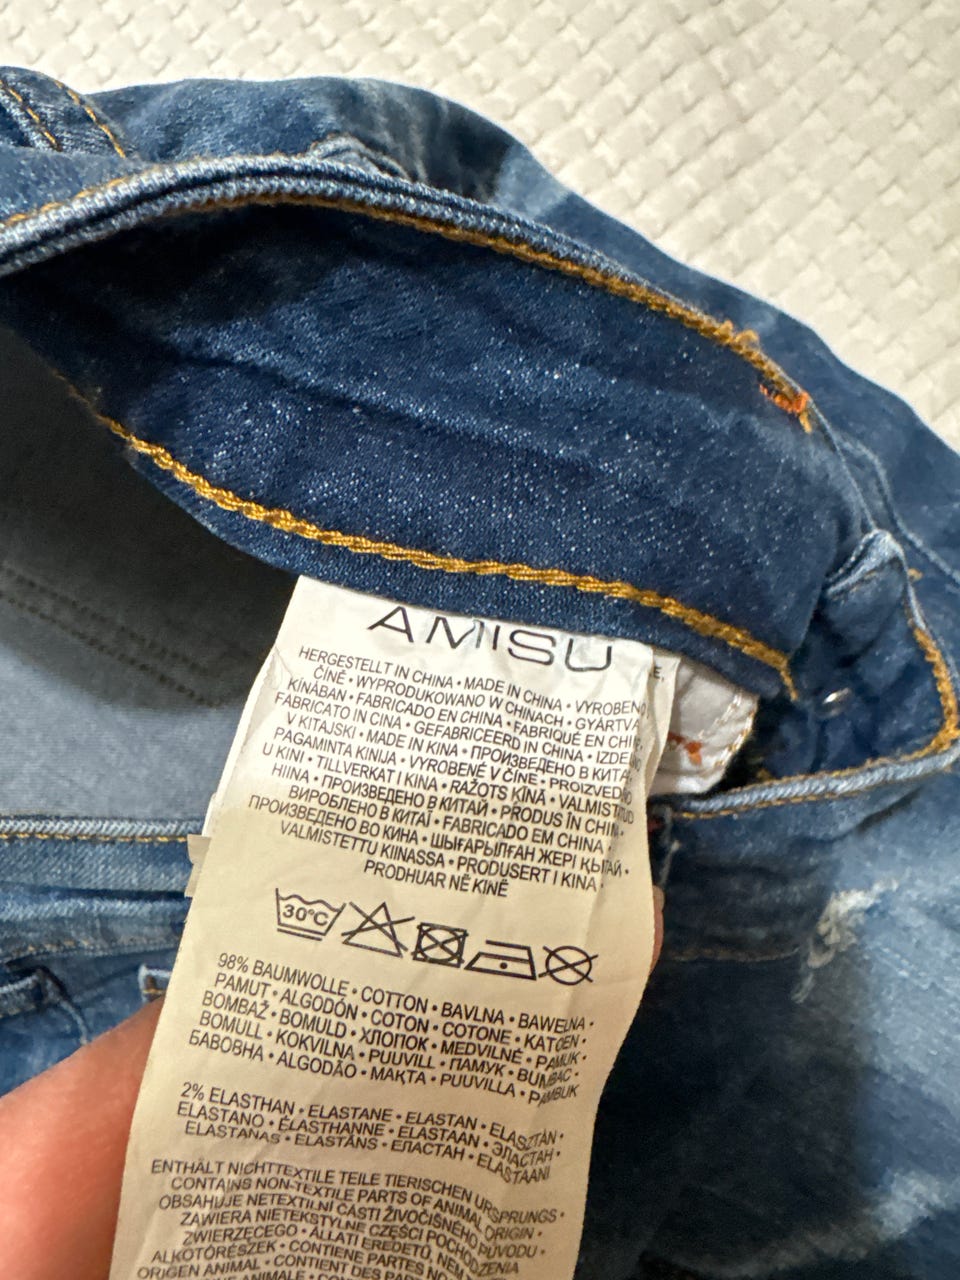 AMISU
HERGESTELLT IN CHINA • MADE IN CHINA • VYROBENO
ČÍNĚ • WYPRODUKOWANO W CHINACH • GYÁRTVA
KÍNÁBAN • FABRICADO EN CHINA • FABRIQUÉ EN CHINE
FABRICATO IN CINA • GEFABRICEERD IN CHINA • IZDELANO
V KITAJSKI • MADE IN KINA • ПРОИЗВЕДЕНО В КИТАЕ
PAGAMINTA KINIJA • VYROBENÉ V ČÍNE • PROIZVEDENO
U KINI • TILLVERKAT I KINA • RAŽOTS ĶĪNĀ • VALMISTATUD
HIINA • ПРОИЗВЕДЕНО В КИТАЙ • PRODUS ÎN CHINA •
ВИРОБЛЕНО В КИТАЇ • FABRICADO EM CHINA •
ПРОИЗВЕДЕНО ВО КИНА • ШЫҒАРЫЛҒАН ЖЕРІ ҚЫТАЙ •
VALMISTETTU KIINASSA • PRODUSERT I KINA •
PRODHUAR NË KINË
30°C
98% BAUMWOLLE • COTTON • BAVLNA • BAWEŁNA •
PAMUT • ALGODÓN • COTON • COTONE • KATOEN •
BOMBAŽ • BOMULD • ХЛОПОК • MEDVILNĖ • PAMUK •
BOMULL • KOKVILNA • PUUVILL • ПАМУК • BUMBAC •
БАВОВНА • ALGODÃO • МАҚТА • PUUVILLA • PAMBUK
2% ELASTHAN • ELASTANE • ELASTAN • ELASZTÁN •
ELASTANO • ÉLASTHANNE • ELASTAAN • ЭЛАСТАН •
ELASTANAS • ELASTĀNS • ЕЛАСТАН • ELASTAANI
ENTHÄLT NICHTTEXTILE TEILE TIERISCHEN URSPRUNGS •
CONTAINS NON-TEXTILE PARTS OF ANIMAL ORIGIN •
OBSAHUJE NETEXTILNÍ ČÁSTI ŽIVOČIŠNÉHO PŮVODU •
ZAWIERA NIETEKSTYLNE CZĘŚCI POCHODZENIA
ZWIERZĘCEGO • ÁLLATI EREDETŰ, NEM
ALKOTÓRÉSZEK • CONTIENE PARTES NO
ORIGEN ANIMAL • CONTIENT DES PART
ANIMALE • CONTIENE